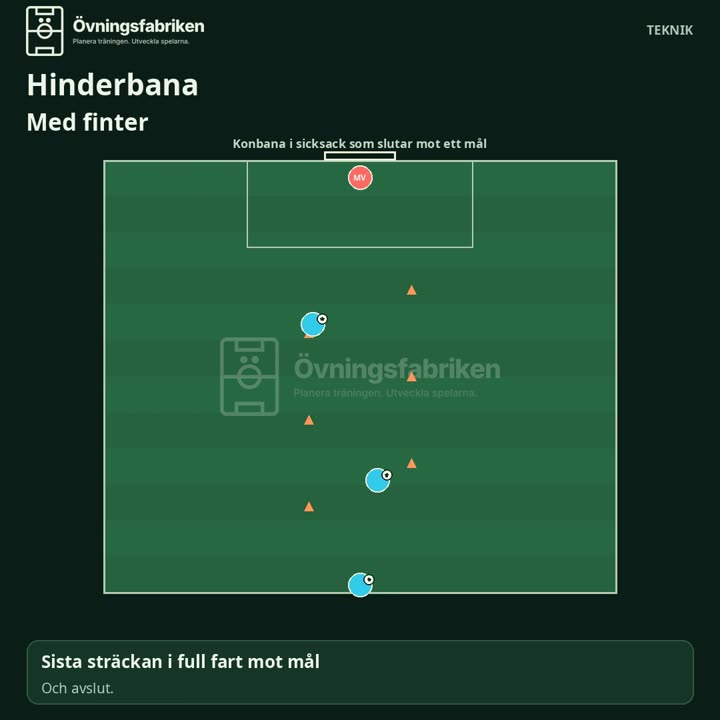 Övningsfabriken
Planera träningen. Utveckla spelarna.
TEKNIK
Hinderbana
Med finter
Konbana i sicksack som slutar mot ett mål
MV
Övningsfabriken
Planera träningen. Utveckla spelarna.
Sista sträckan i full fart mot mål
Och avslut.